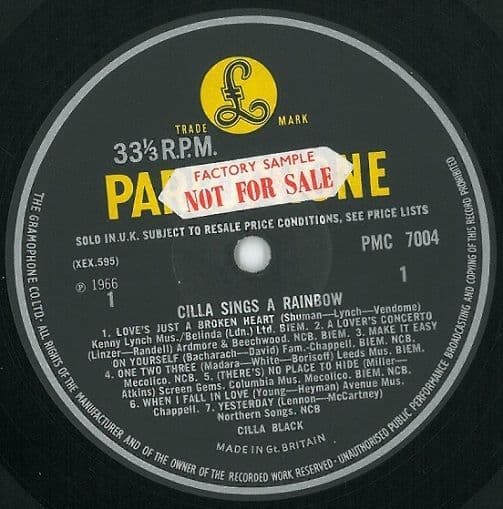 TRADE MARK
33⅓ R.P.M.
FACTORY SAMPLE
NOT FOR SALE
SOLD IN U.K. SUBJECT TO RESALE PRICE CONDITIONS, SEE PRICE LISTS
(XEX.595)
PMC 7004
℗ 1966
1
1
CILLA SINGS A RAINBOW
1. LOVE'S JUST A BROKEN HEART (Shuman—Lynch—Vendome)
Kenny Lynch Mus./Belinda (Ldn.) Ltd. BIEM. 2. A LOVER'S CONCERTO
(Linzer—Randell) Ardmore & Beechwood. NCB. BIEM. 3. MAKE IT EASY
ON YOURSELF (Bacharach—David) Fam.-Chappell. BIEM.
4. ONE TWO THREE (Madara—White—Borisoff) Leeds Mus. BIEM.
Mecolico. NCB. 5. (THERE'S) NO PLACE TO HIDE (Miller—
Atkins) Screen Gems. Columbia Mus. Mecolico. BIEM. NCB.
6. WHEN I FALL IN LOVE (Young—Heyman) Avenue Mus.
Chappell. 7. YESTERDAY (Lennon—McCartney)
Northern Songs. NCB
CILLA BLACK
MADE IN Gt. BRITAIN
THE GRAMOPHONE CO. LTD. ALL RIGHTS OF THE MANUFACTURER AND OF THE OWNER OF THE RECORDED WORK RESERVED - UNAUTHORISED PUBLIC PERFORMANCE BROADCASTING AND COPYING OF THIS RECORD PROHIBITED